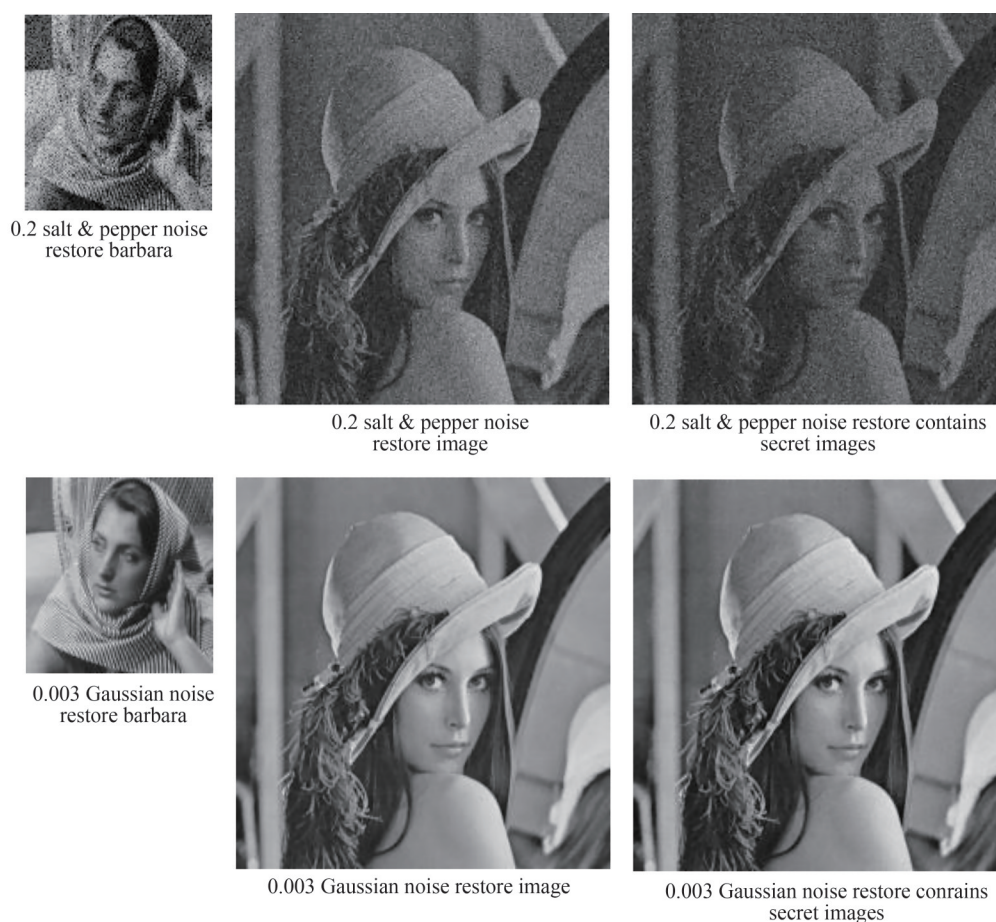 0.2 salt & pepper noise
restore barbara
0.2 salt & pepper noise
restore image
0.2 salt & pepper noise restore contains
secret images
0.003 Gaussian noise
restore barbara
0.003 Gaussian noise restore image
0.003 Gaussian noise restore conrains
secret images